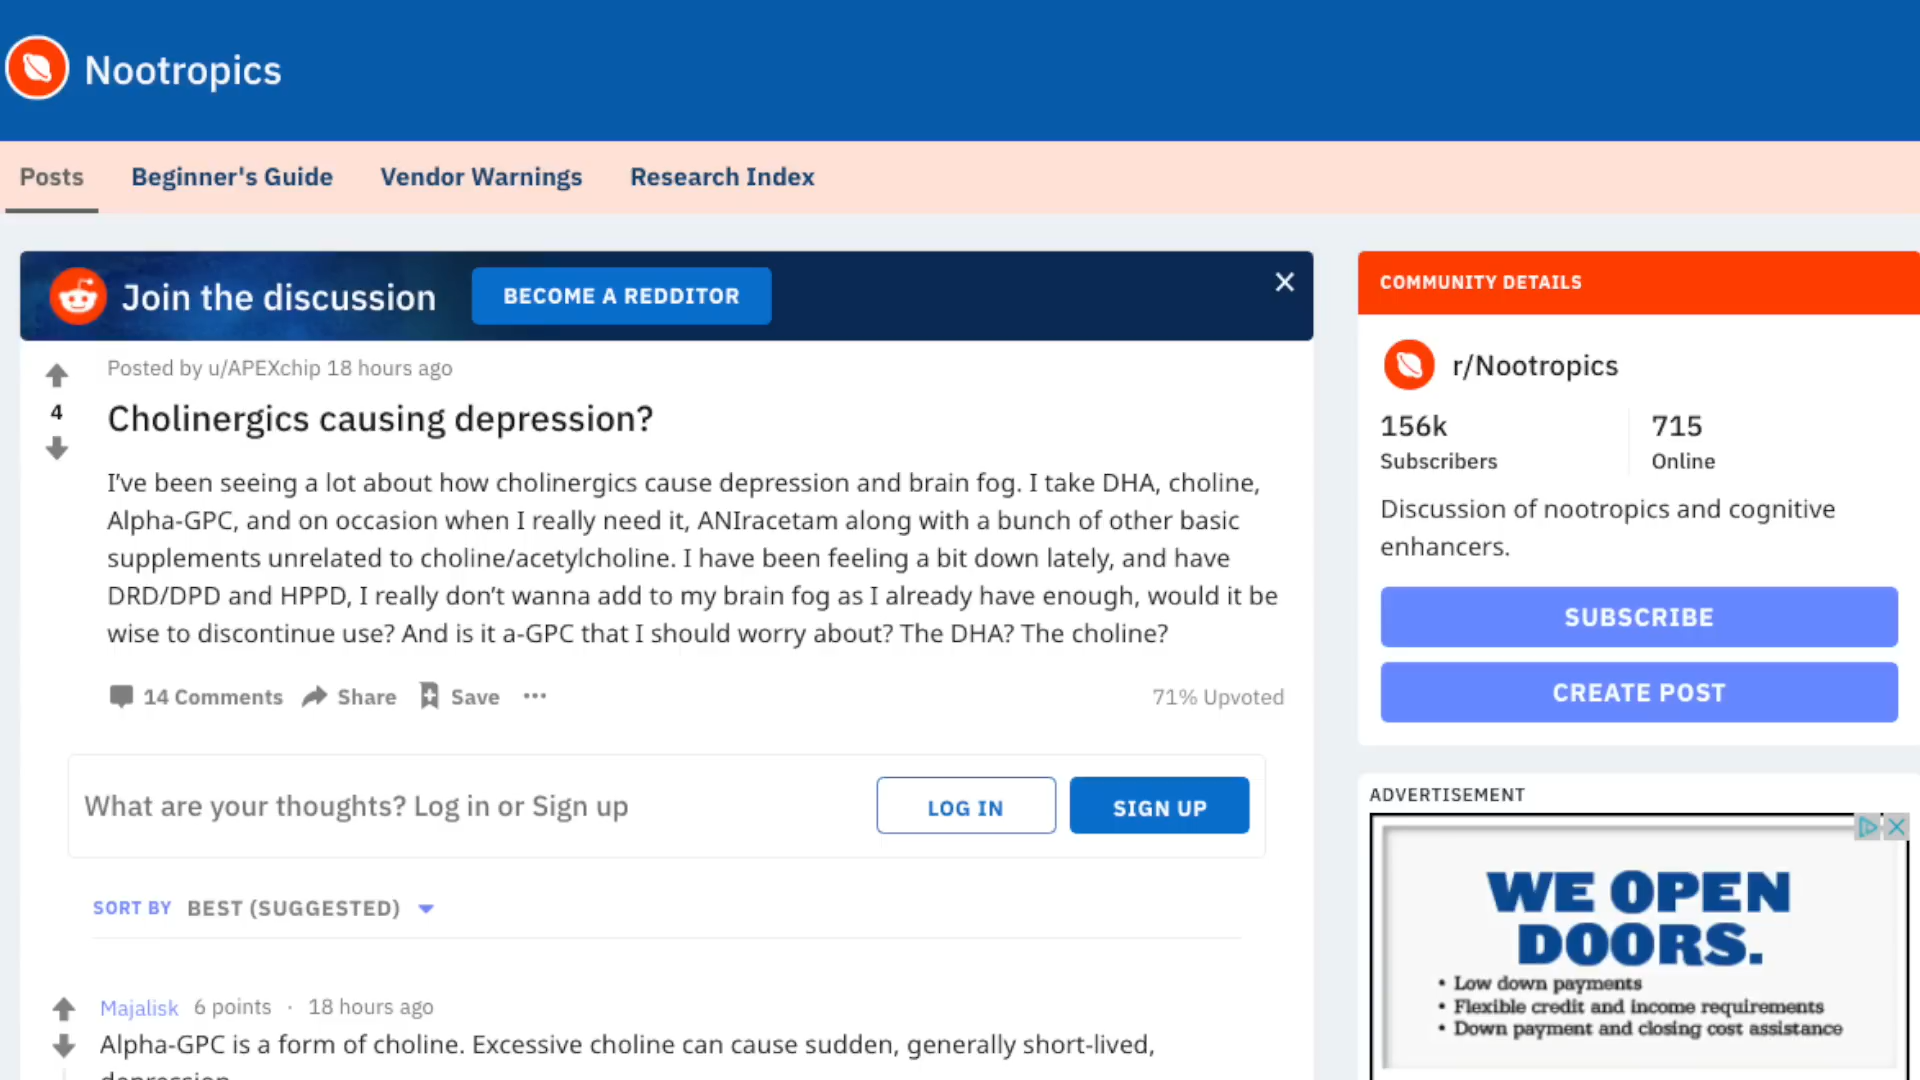 Nootropics
Posts Beginner's Guide Vendor Warnings Research Index
Join the discussion BECOME A REDDITOR
Posted by u/APEXchip 18 hours ago
4
Cholinergics causing depression?
I’ve been seeing a lot about how cholinergics cause depression and brain fog. I take DHA, choline,
Alpha-GPC, and on occasion when I really need it, ANIracetam along with a bunch of other basic
supplements unrelated to choline/acetylcholine. I have been feeling a bit down lately, and have
DRD/DPD and HPPD, I really don’t wanna add to my brain fog as I already have enough, would it be
wise to discontinue use? And is it a-GPC that I should worry about? The DHA? The choline?
14 Comments Share Save ··· 71% Upvoted
What are your thoughts? Log in or Sign up LOG IN SIGN UP
SORT BY BEST (SUGGESTED)
Majalisk 6 points · 18 hours ago
Alpha-GPC is a form of choline. Excessive choline can cause sudden, generally short-lived,
depression
COMMUNITY DETAILS
r/Nootropics
156k 715
Subscribers Online
Discussion of nootropics and cognitive
enhancers.
SUBSCRIBE
CREATE POST
ADVERTISEMENT
WE OPEN
DOORS.
• Low down payments
• Flexible credit and income requirements
• Down payment and closing cost assistance